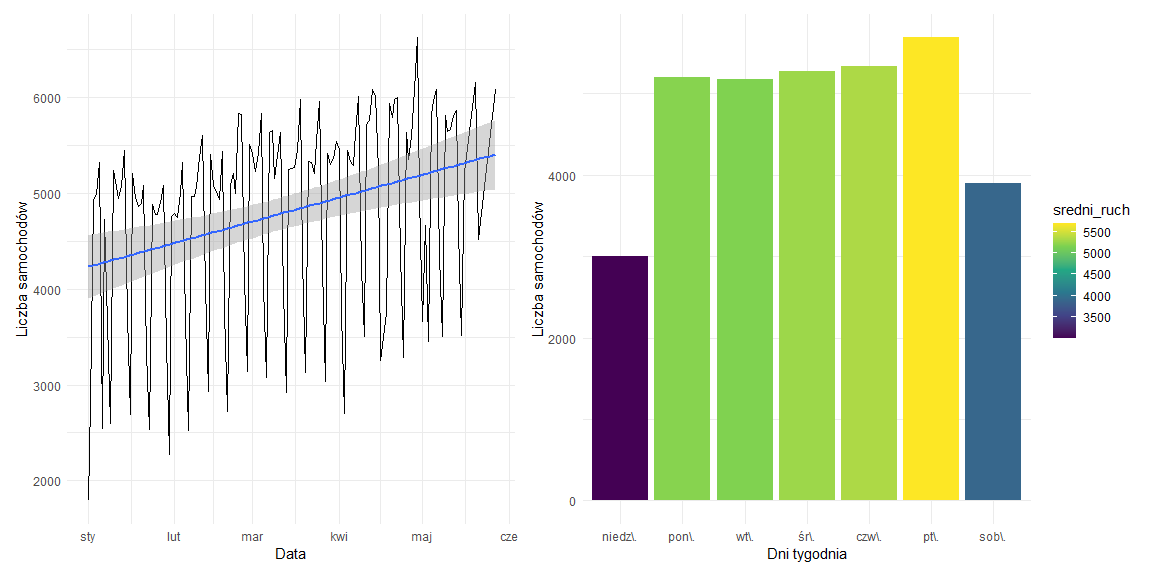 Liczba samochodów
6000
5000
4000
3000
2000
sty
lut
mar
kwi
maj
cze
Data
Liczba samochodów
4000
2000
0
niedz\.
pon\.
wt\.
śr\.
czw\.
pt\.
sob\.
Dni tygodnia
sredni_ruch
5500
5000
4500
4000
3500